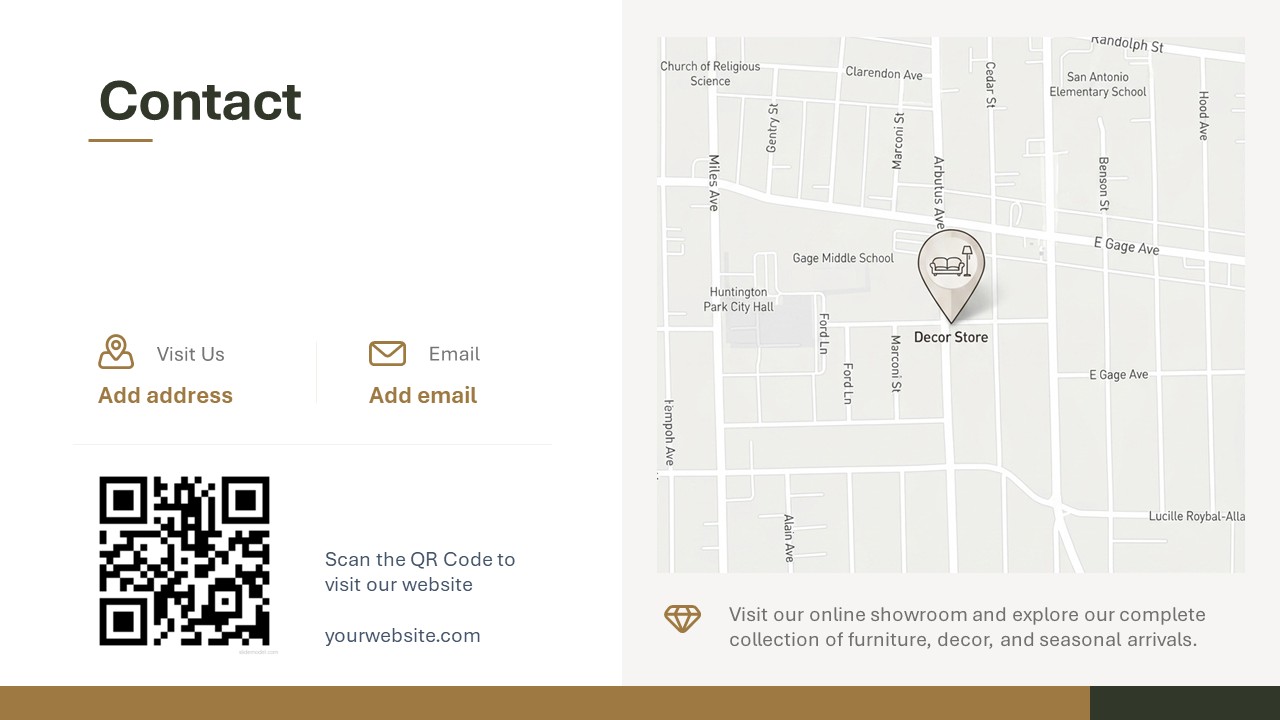 Contact
Visit Us
Add address
Email
Add email
Scan the QR Code to
visit our website
yourwebsite.com
Randolph St
Church of Religious
Science
Clarendon Ave
Cedar St
San Antonio
Elementary School
Hood Ave
Gentry St
Marconi St
Miles Ave
Arbutus Ave
Benson St
E Gage Ave
Gage Middle School
Huntington
Park City Hall
Ford Ln
Decor Store
Marconi St
Ford Ln
E Gage Ave
Tempoh Ave
Alain Ave
Lucille Roybal-Alla
Visit our online showroom and explore our complete
collection of furniture, decor, and seasonal arrivals.